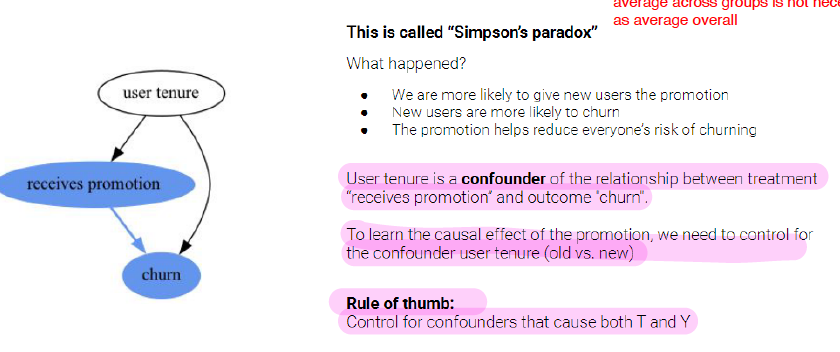 average across groups is not
as average overall
This is called “Simpson’s paradox”
What happened?
● We are more likely to give new users the promotion
● New users are more likely to churn
● The promotion helps reduce everyone’s risk of churning
user tenure
receives promotion
churn
User tenure is a confounder of the relationship between treatment
“receives promotion” and outcome ‘churn”.
To learn the causal effect of the promotion, we need to control for
the confounder user tenure (old vs. new)
Rule of thumb:
Control for confounders that cause both T and Y